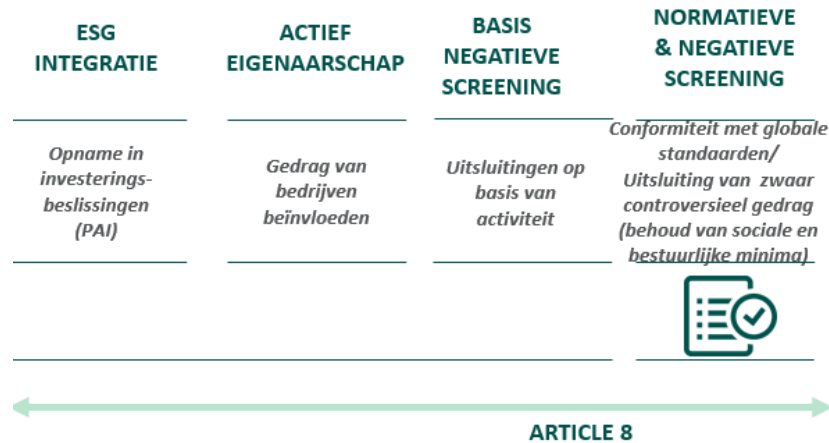 ESG
INTEGRATIE
ACTIEF
EIGENAARSCHAP
BASIS
NEGATIEVE
SCREENING
NORMATIEVE
& NEGATIEVE
SCREENING
Opname in
investerings-
beslissingen
(PAI)
Gedrag van
bedrijven
beïnvloeden
Uitsluitingen op
basis van
activiteit
Conformiteit met globale
standaarden/
Uitsluiting van zwaar
controversieel gedrag
(behoud van sociale en
bestuurlijke minima)
ARTICLE 8